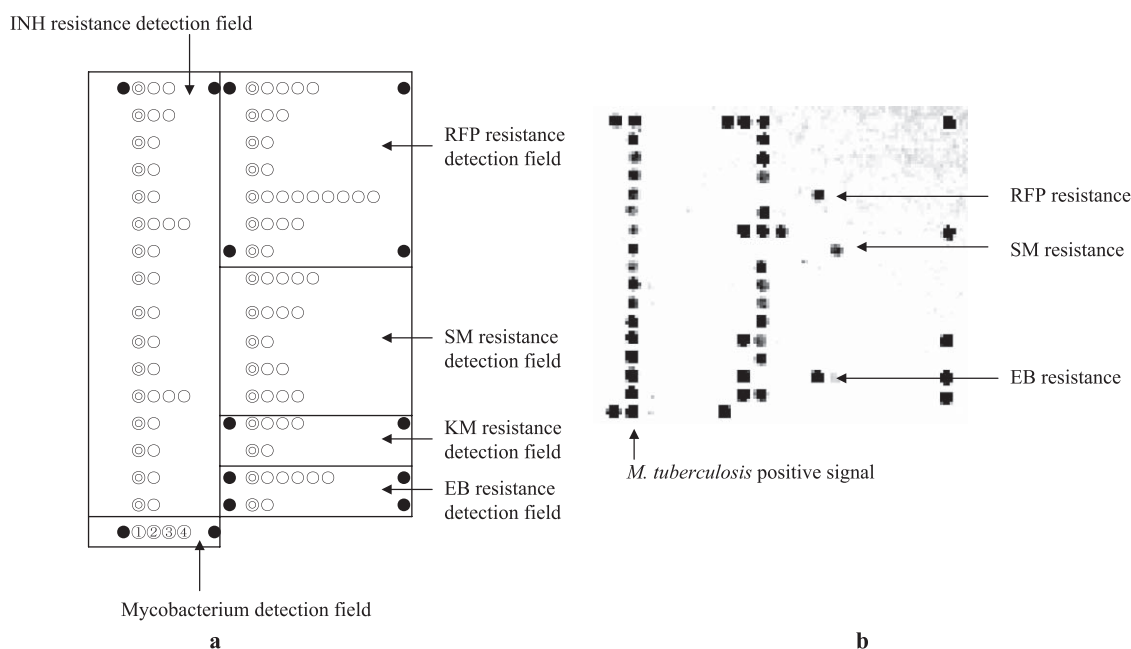 INH resistance detection field
RFP resistance
detection field
SM resistance
detection field
KM resistance
detection field
EB resistance
detection field
①②③④
Mycobacterium detection field
a
RFP resistance
SM resistance
EB resistance
M. tuberculosis positive signal
b